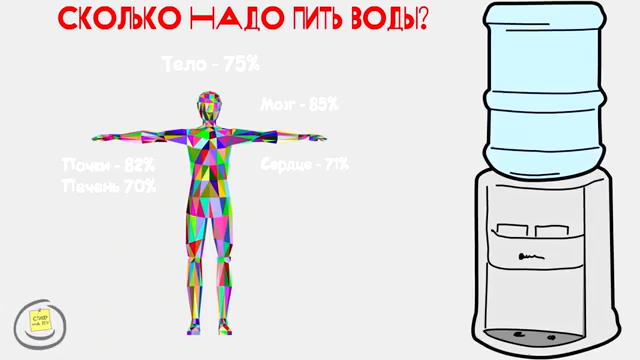 СКОЛЬКО НАДО ПИТЬ ВОДЫ?
Тело - 75%
Мозг - 85%
Почки - 82%
Сердце - 71%
Печень 70%